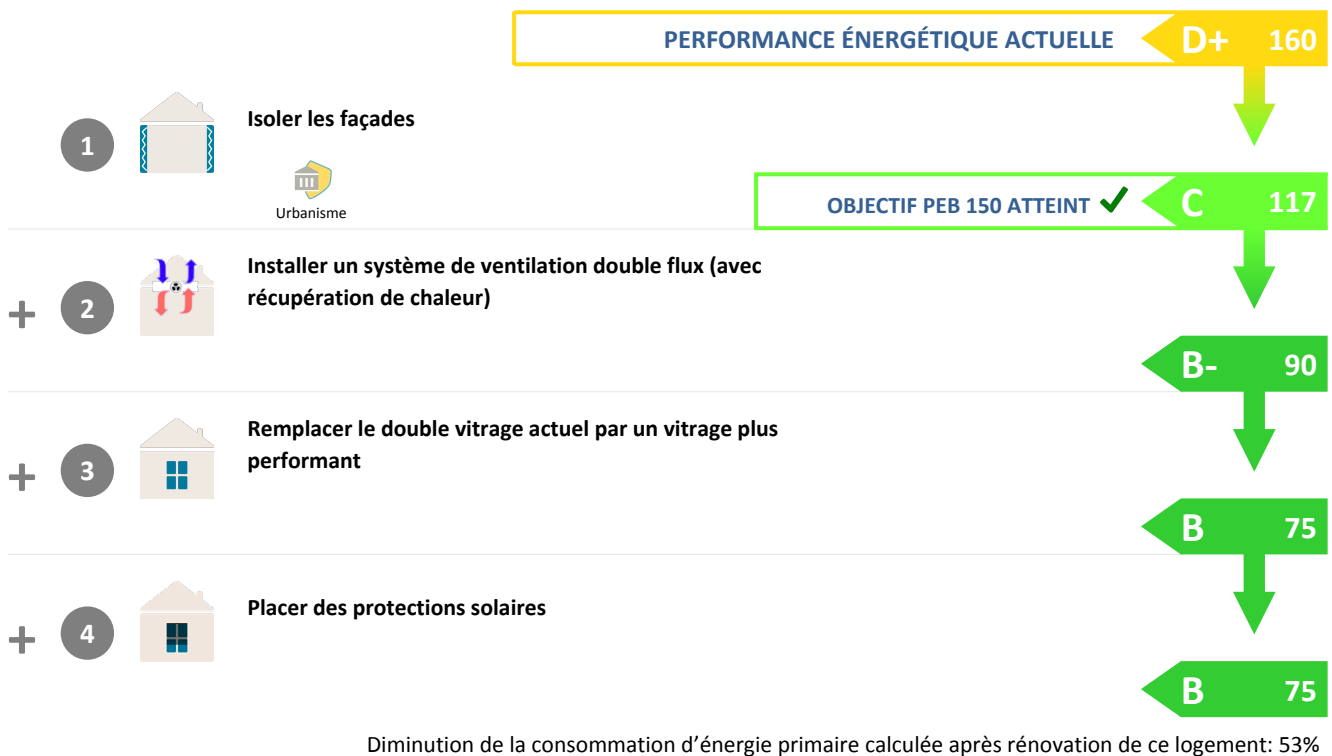 PERFORMANCE ÉNERGÉTIQUE ACTUELLE D+ 160
1 Isoler les façades
Urbanisme
OBJECTIF PEB 150 ATTEINT ✔ C 117
+ 2 Installer un système de ventilation double flux (avec
récupération de chaleur)
B- 90
+ 3 Remplacer le double vitrage actuel par un vitrage plus
performant
B 75
+ 4 Placer des protections solaires
B 75
Diminution de la consommation d’énergie primaire calculée après rénovation de ce logement: 53%